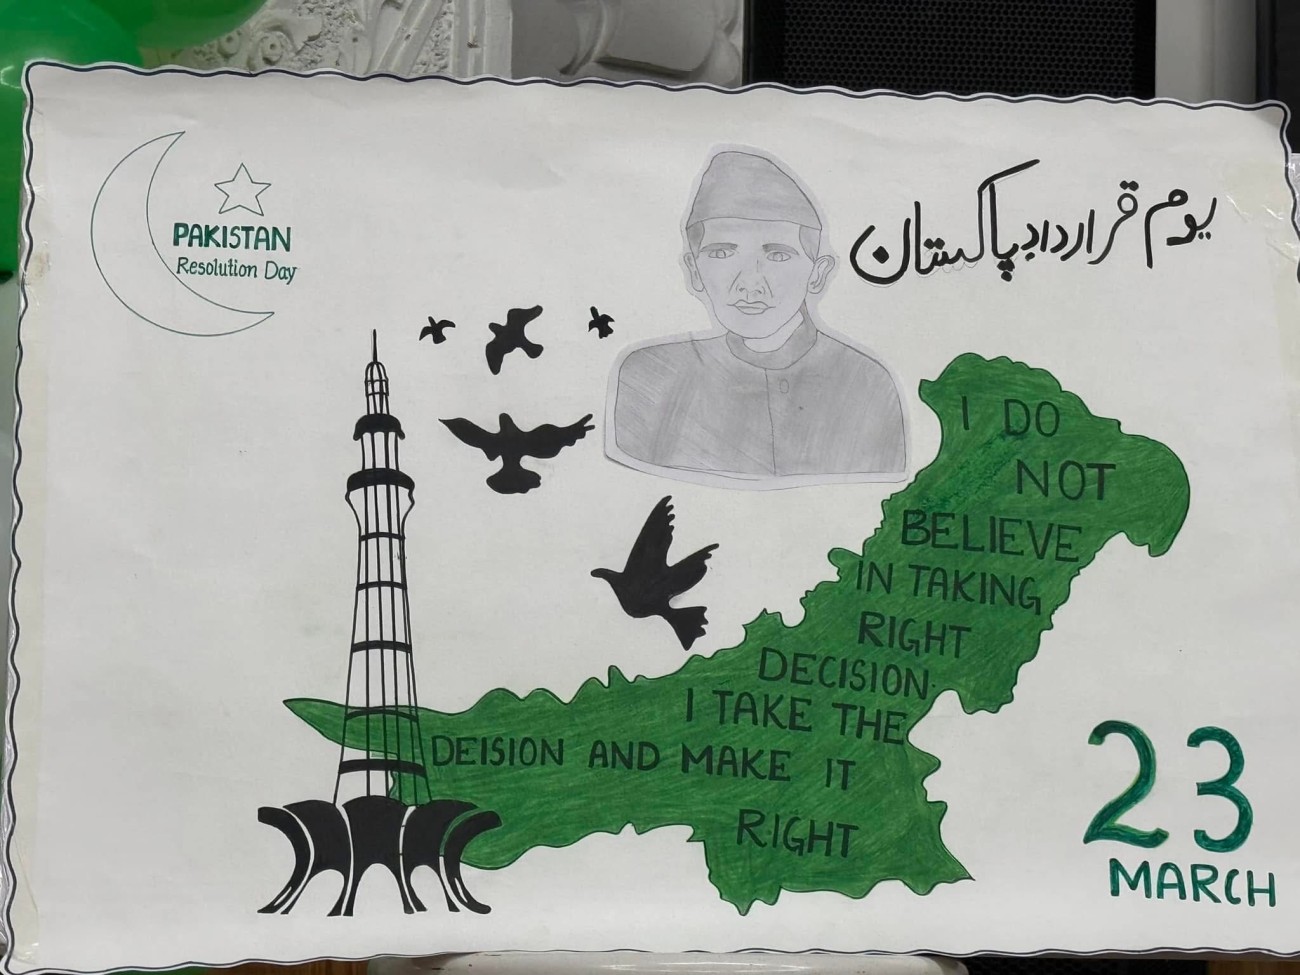 PAKISTAN
Resolution Day
یوم قرارداد پاکستان
I DO
NOT
BELIEVE
IN TAKING
RIGHT
DECISION.
I TAKE THE
DEISION AND MAKE IT
RIGHT
23
MARCH